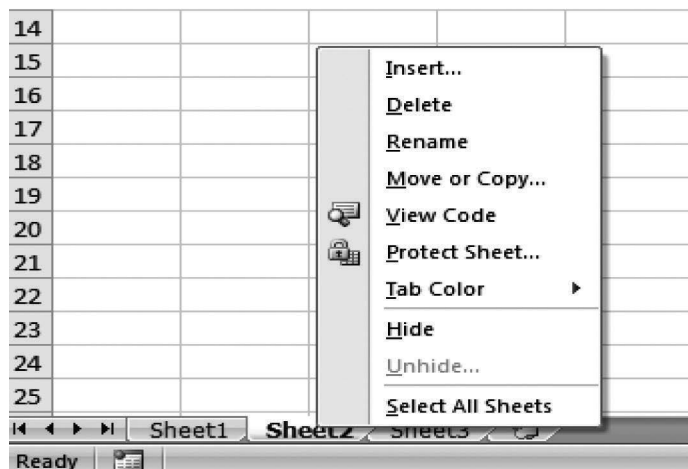 14
15
Insert...
16
Delete
17
Rename
18
Move or Copy...
19
View Code
20
21
Protect Sheet...
22
Tab Color
23
Hide
24
Unhide...
25
Select All Sheets
Sheet1 Sheet2 Sheet3
Ready